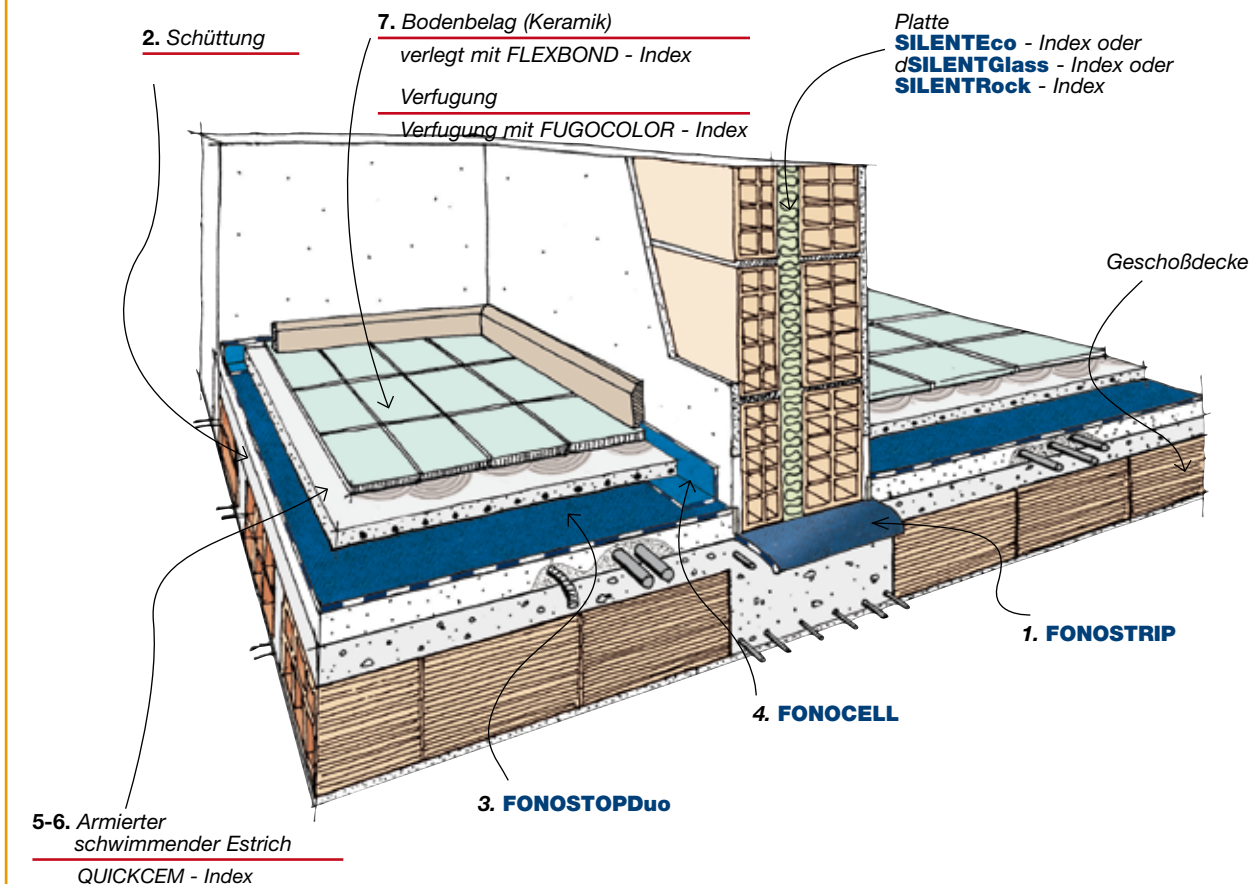 2. Schüttung
7. Bodenbelag (Keramik)
verlegt mit FLEXBOND - Index
Verfugung
Verfugung mit FUGOCOLOR - Index
Platte
SILENTEco - Index oder
dSILENTGlass - Index oder
SILENTRock - Index
Geschoßdecke
1. FONOSTRIP
4. FONOCELL
3. FONOSTOPDuo
5-6. Armierter
schwimmender Estrich
QUICKCEM - Index